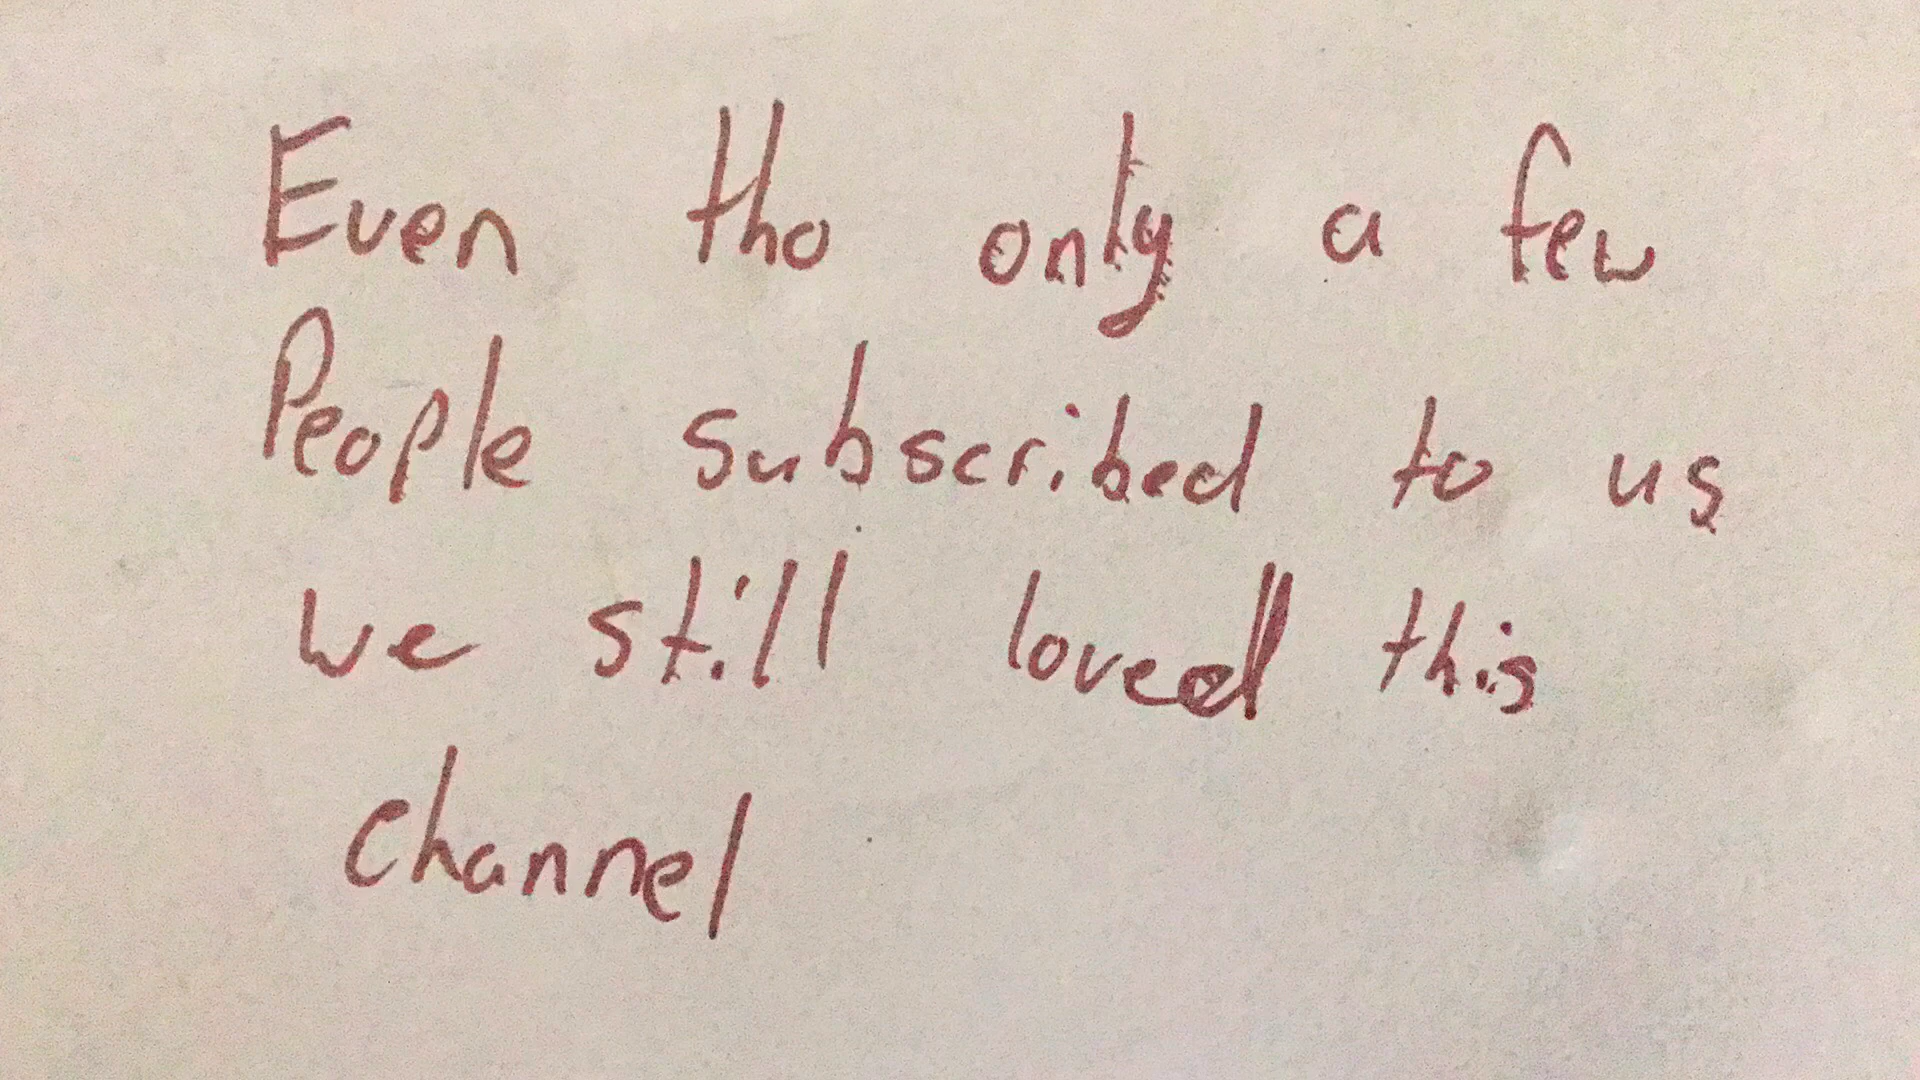 Even tho only a few
People subscribed to us
we still loved this
channel